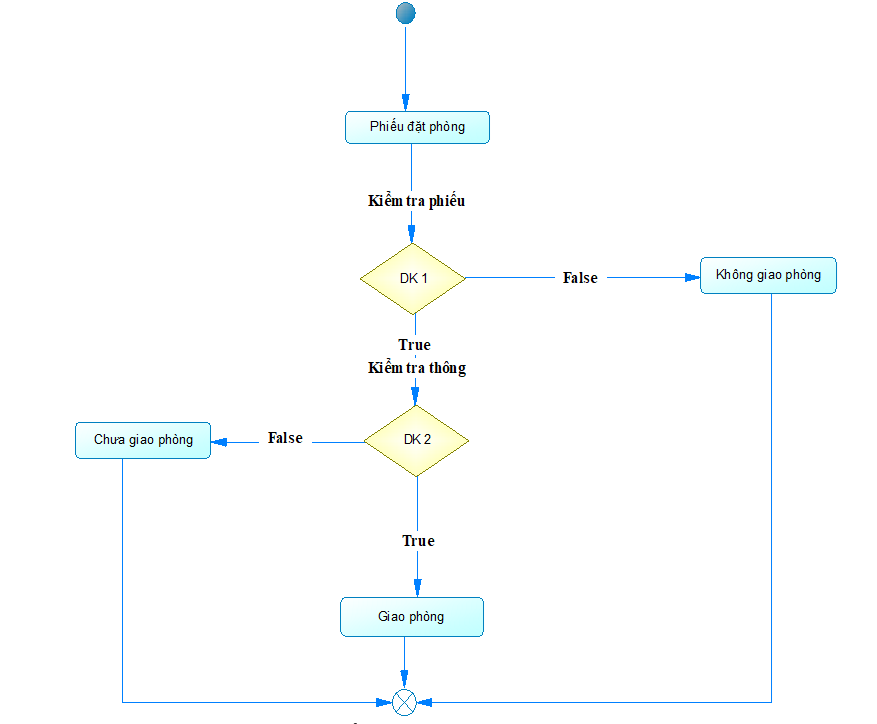 Phiếu đặt phòng
Kiểm tra phiếu
DK 1
False
Không giao phòng
True
Kiểm tra thông
Chưa giao phòng
False
DK 2
True
Giao phòng